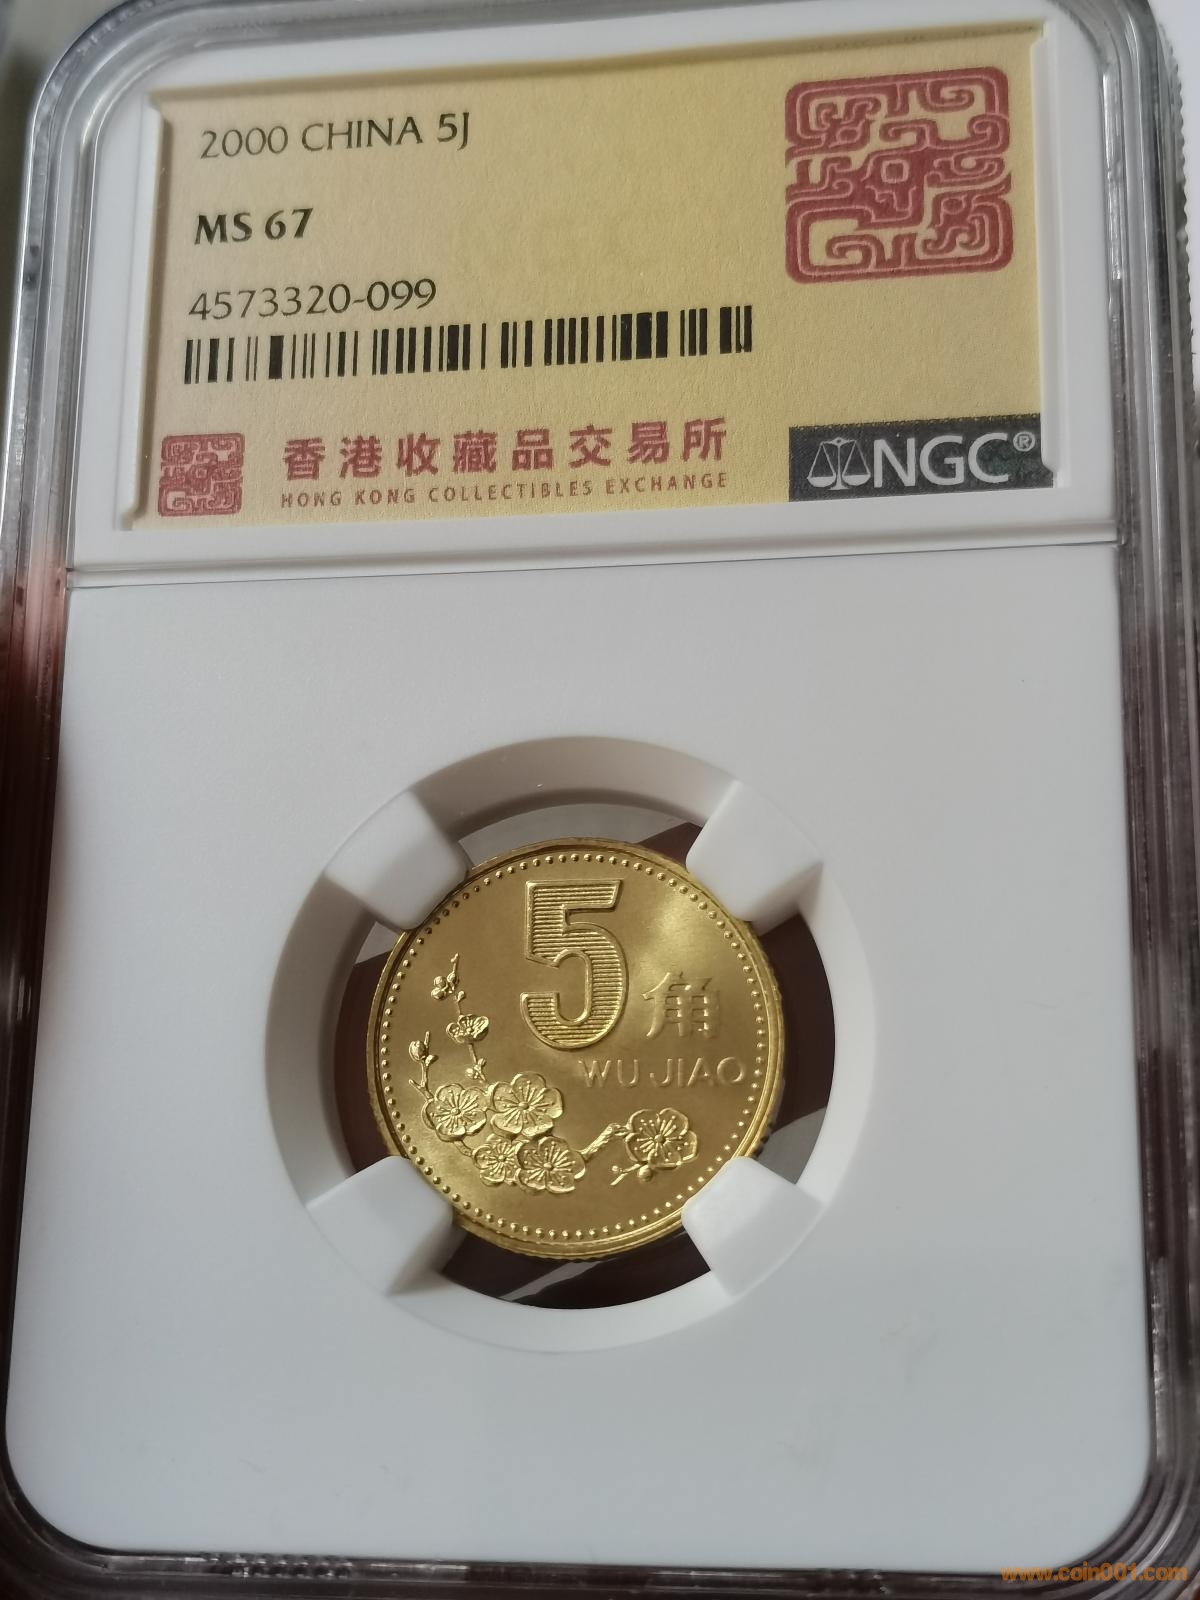 2000 CHINA 5J
MS 67
4573320-099
香港收藏品交易所
HONG KONG COLLECTIBLES EXCHANGE
NGC®
5
角
WU JIAO
www.coin001.com